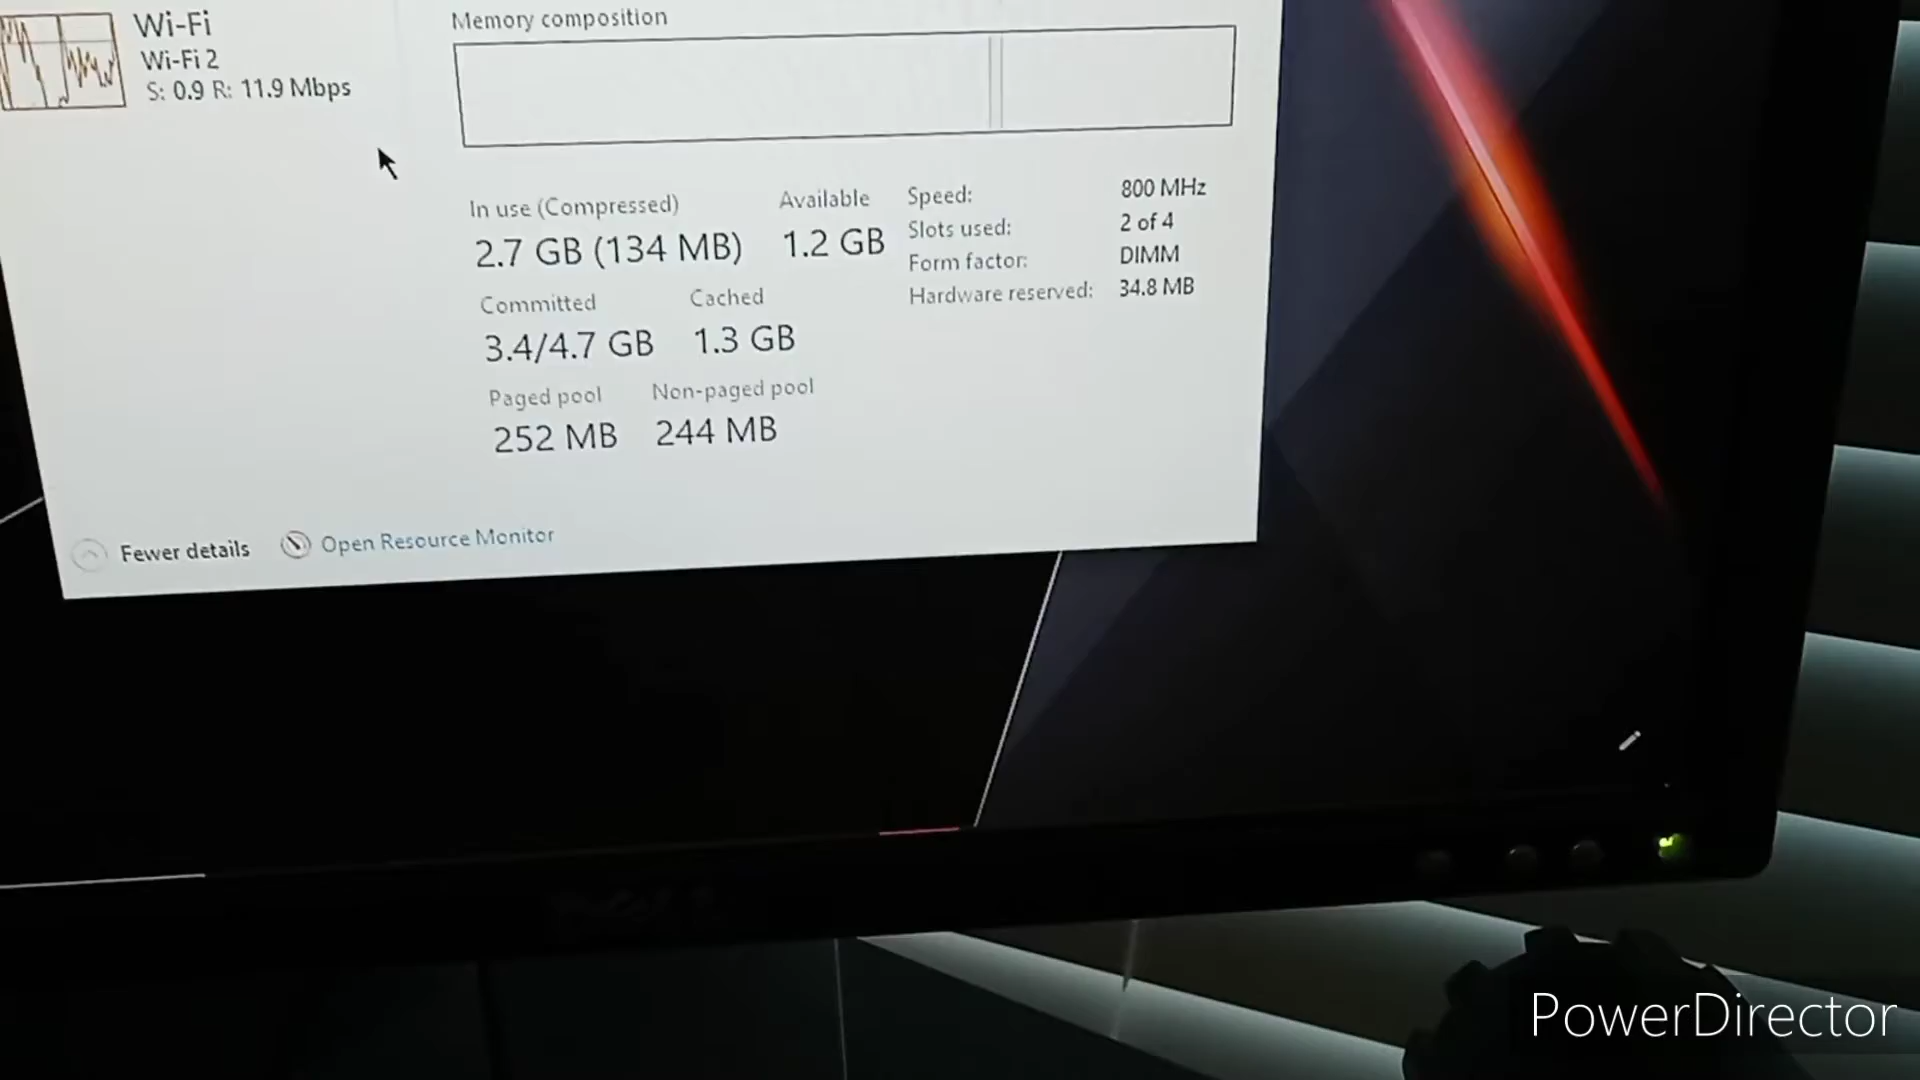 Wi-Fi
Wi-Fi 2
S: 0.9 R: 11.9 Mbps
Memory composition
In use (Compressed)
2.7 GB (134 MB)
Available
1.2 GB
Committed
3.4/4.7 GB
Cached
1.3 GB
Paged pool
252 MB
Non-paged pool
244 MB
Speed: 800 MHz
Slots used: 2 of 4
Form factor: DIMM
Hardware reserved: 34.8 MB
Fewer details
Open Resource Monitor
PowerDirector